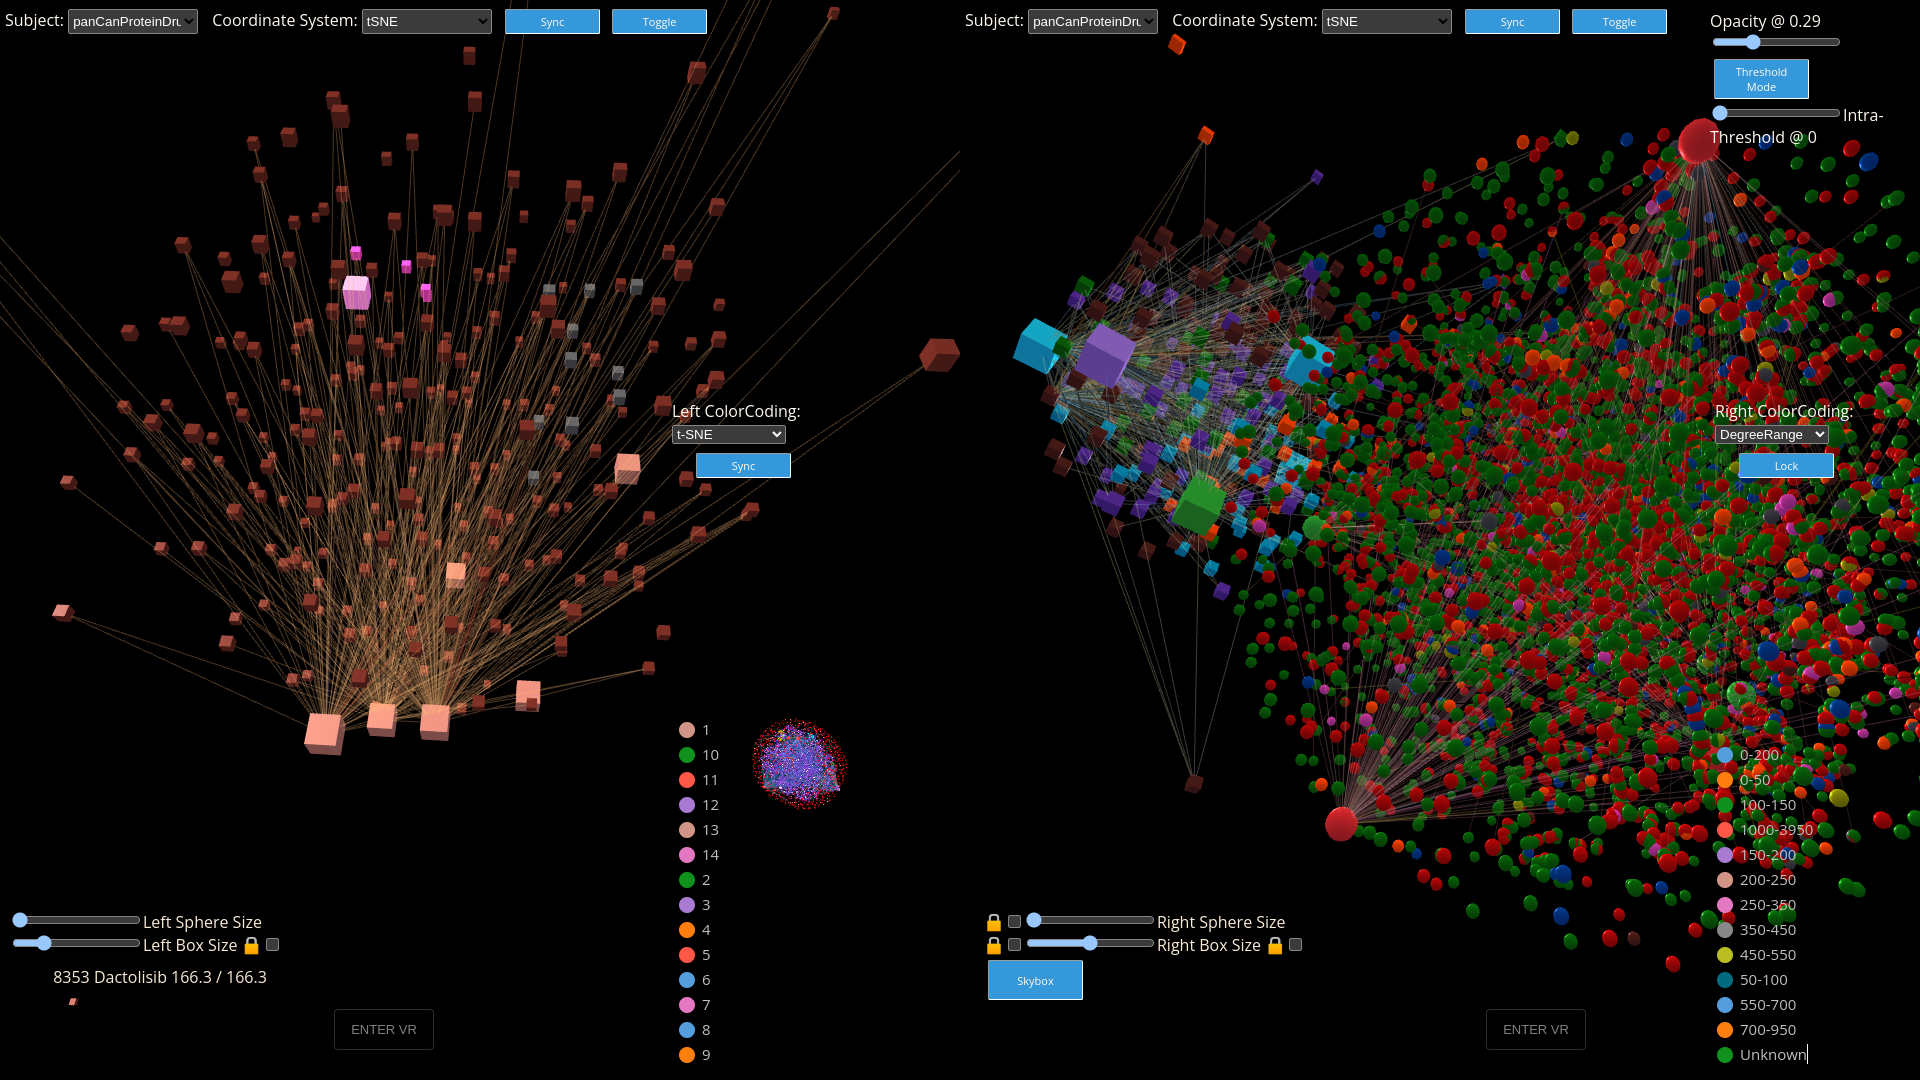 Subject: panCanProteinDru
Coordinate System: tSNE
Sync
Toggle
Left ColorCoding:
t-SNE
Sync
1
10
11
12
13
14
2
3
4
5
6
7
8
9
Left Sphere Size
Left Box Size
8353 Dactolisib 166.3 / 166.3
ENTER VR
Subject: panCanProteinDru
Coordinate System: tSNE
Sync
Toggle
Opacity @ 0.29
Threshold
Mode
Intra-
Threshold @ 0
Right ColorCoding:
DegreeRange
Lock
0-200
0-50
100-150
1000-3950
150-200
200-250
250-350
350-450
450-550
50-100
550-700
700-950
Unknown
Right Sphere Size
Right Box Size
Skybox
ENTER VR